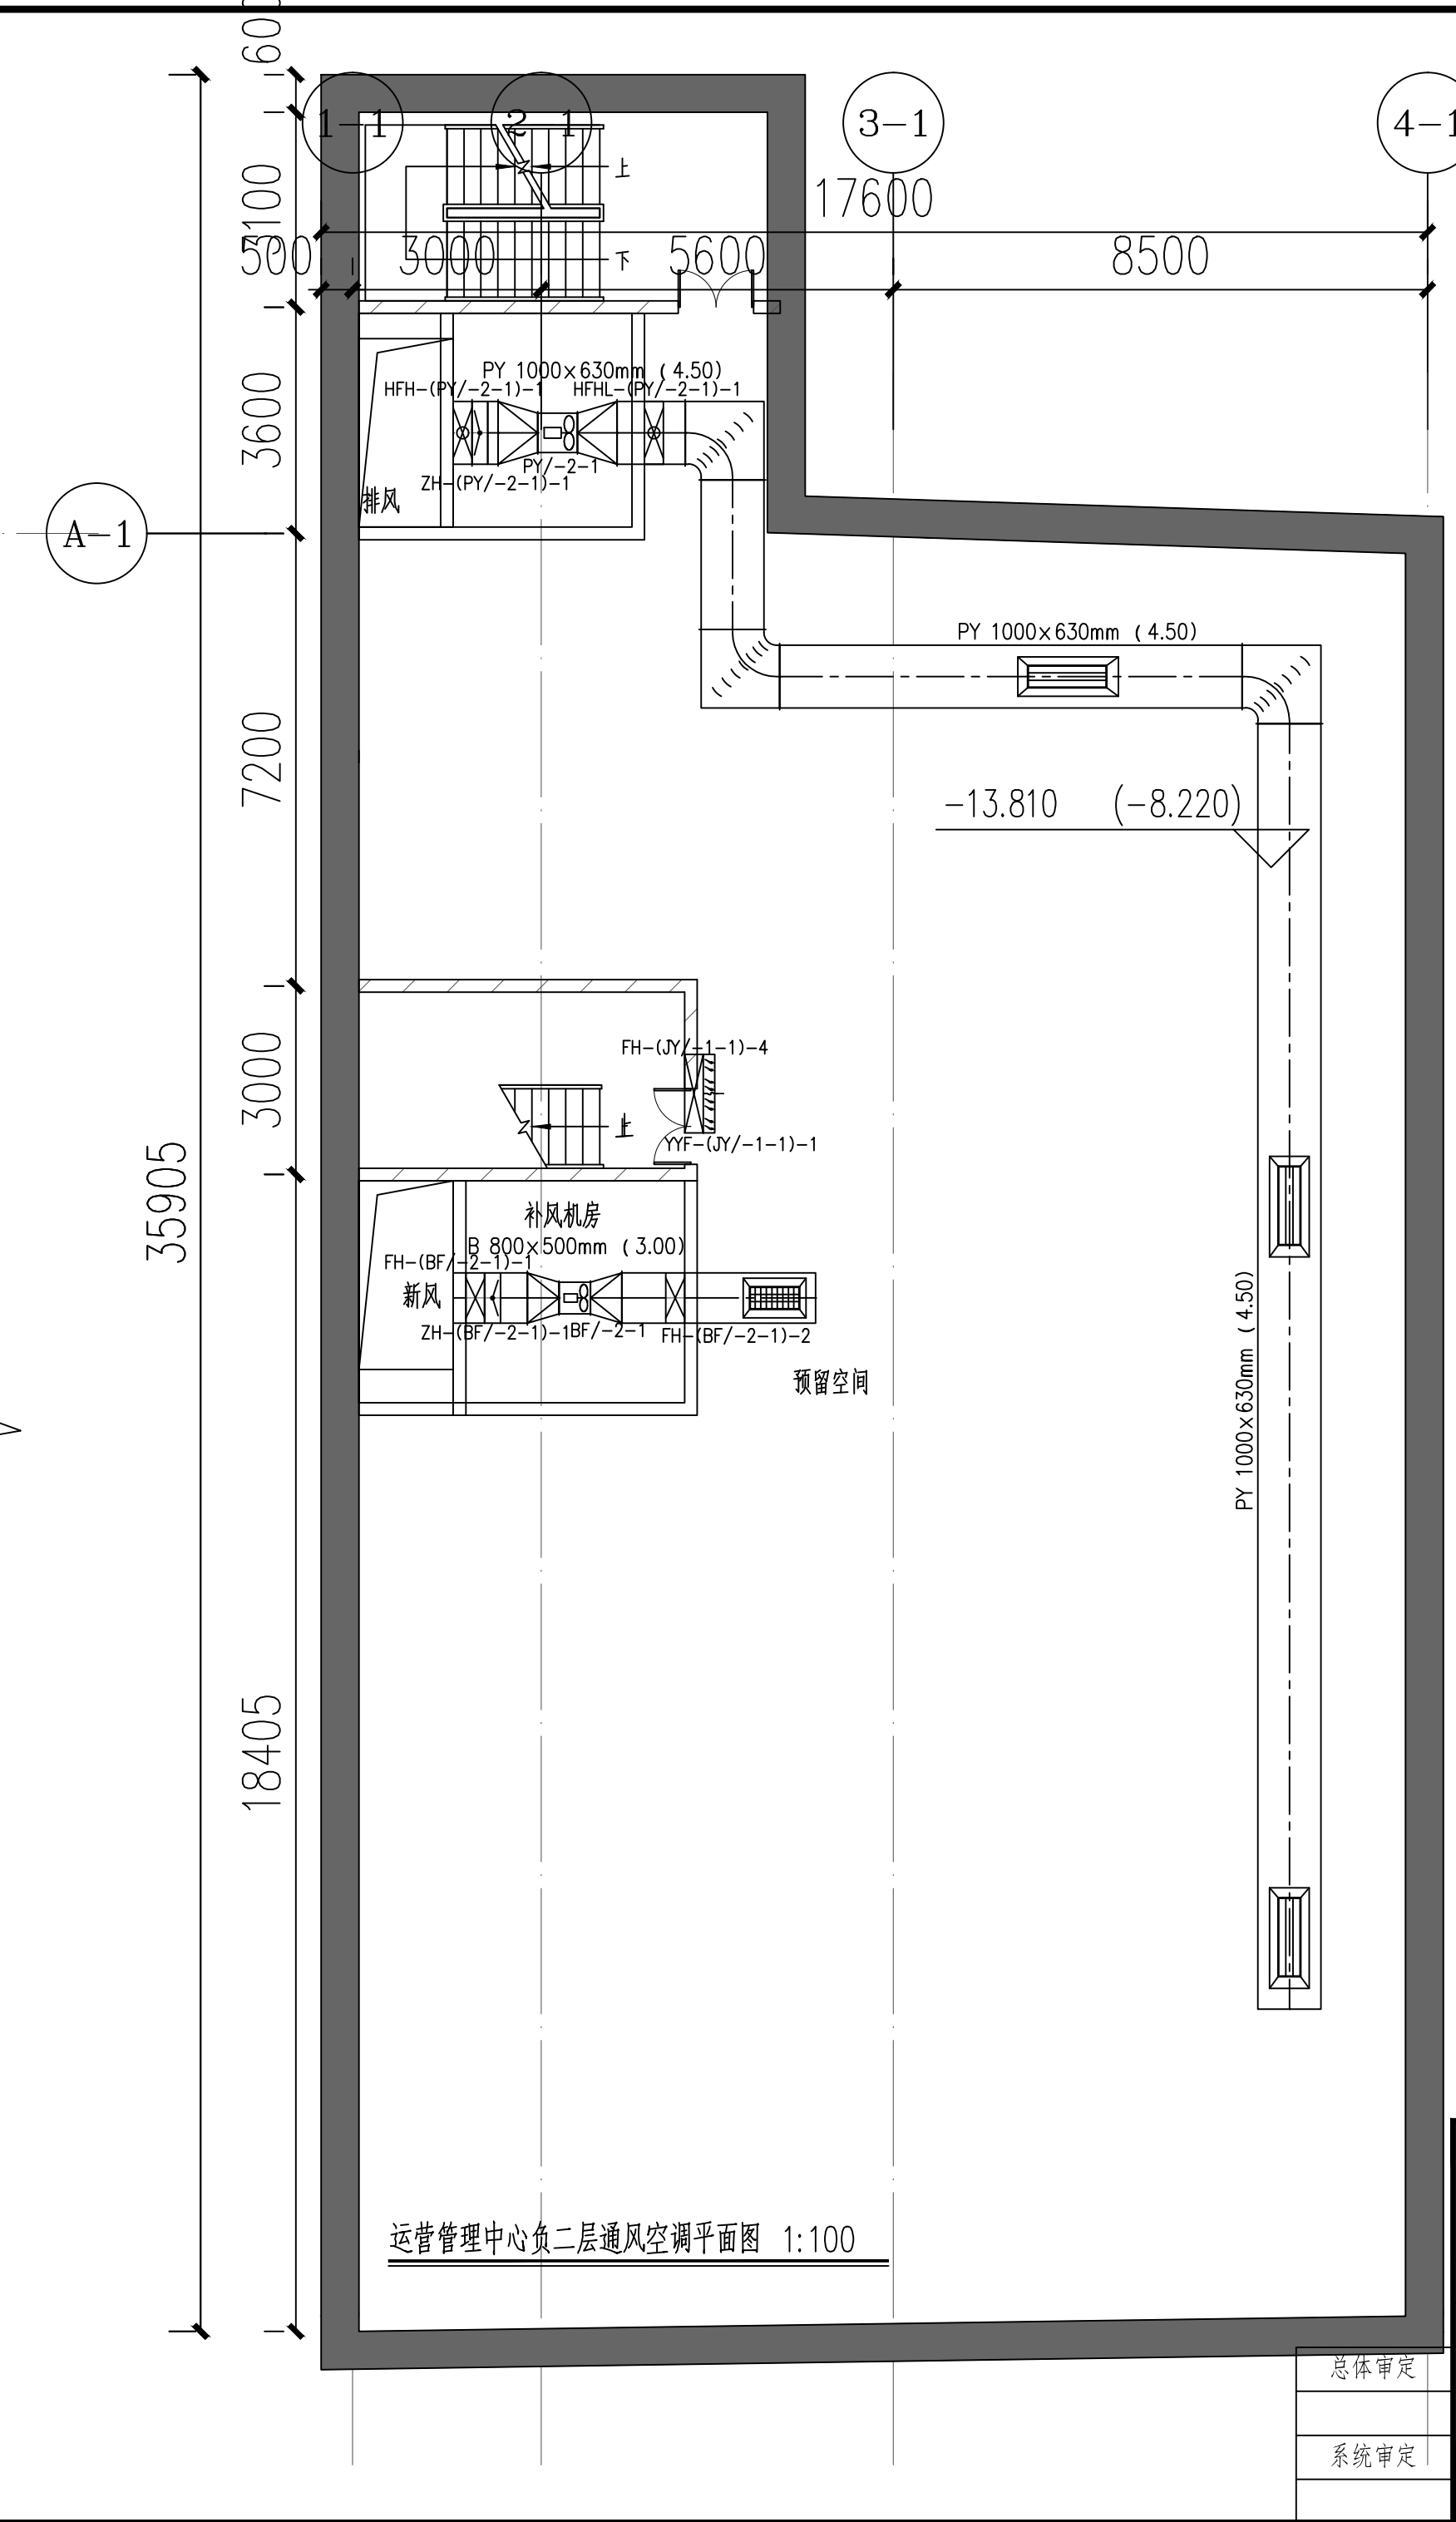 600
1-1
2-1
3-1
4-1
上
3100
17600
500
3000
5600
8500
下
PY 1000×630mm ( 4.50)
HFH-(PY/-2-1)-1
HFHL-(PY/-2-1)-1
3600
PY/-2-1
ZH-(PY/-2-1)-1
排风
A-1
PY 1000×630mm ( 4.50)
7200
-13.810 (-8.220)
FH-(JY/-1-1)-4
3000
上
YYF-(JY/-1-1)-1
35905
补风机房
B 800×500mm ( 3.00)
FH-(BF/-2-1)-1
新风
ZH-(BF/-2-1)-1
BF/-2-1
FH-(BF/-2-1)-2
预留空间
PY 1000×630mm ( 4.50)
18405
运营管理中心负二层通风空调平面图 1:100
总体审定
系统审定